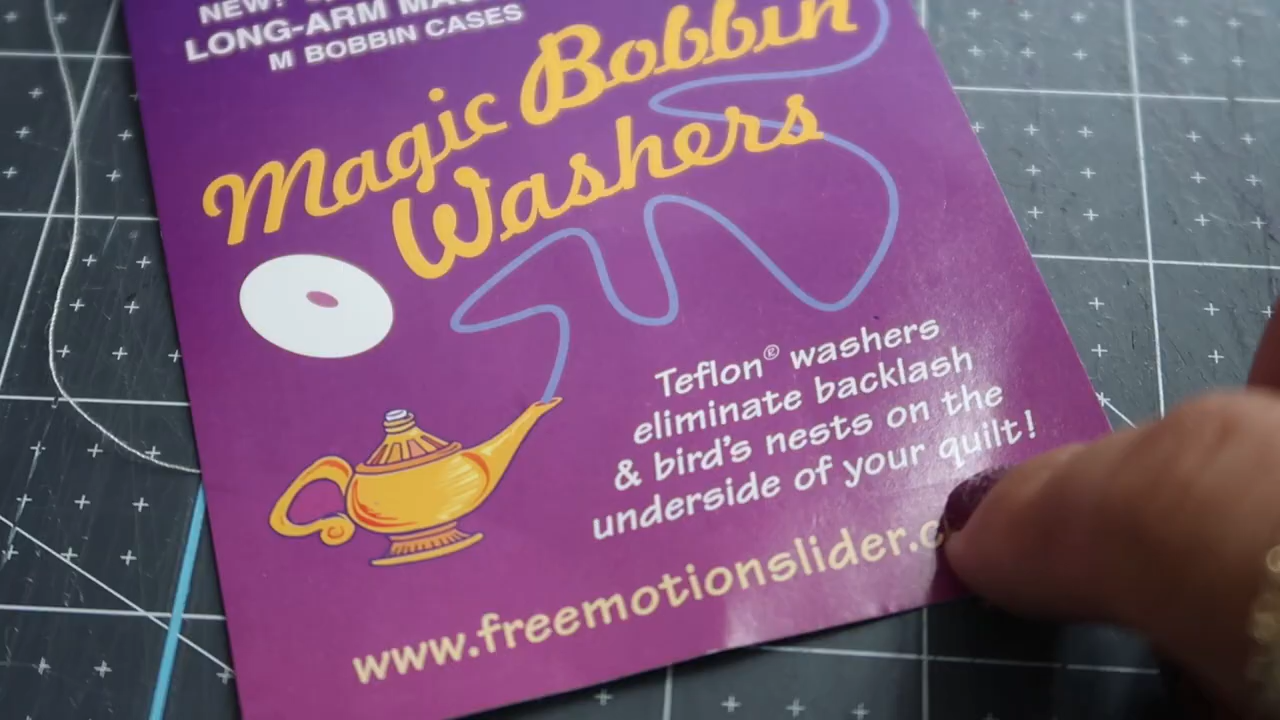 NEW!
LONG-ARM
M BOBBIN CASES
Magic Bobbin
Washers
Teflon® washers
eliminate backlash
& bird's nests on the
underside of your quilt!
www.freemotionslider.c